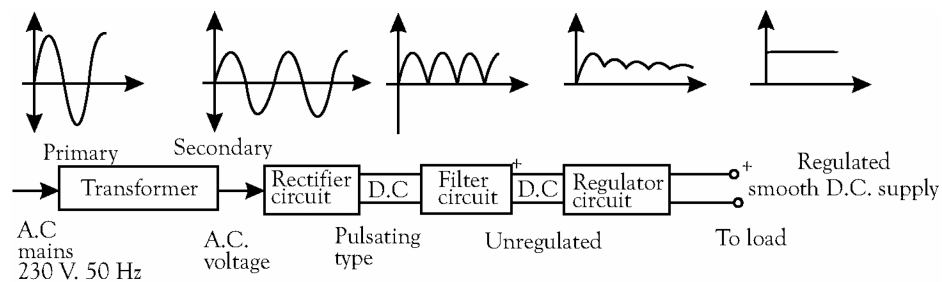 Primary
Secondary
Transformer
Rectifier
circuit
D.C
Filter
circuit
+
D.C
Regulator
circuit
+
Regulated
smooth D.C. supply
A.C
mains
230 V. 50 Hz
A.C.
voltage
Pulsating
type
Unregulated
To load